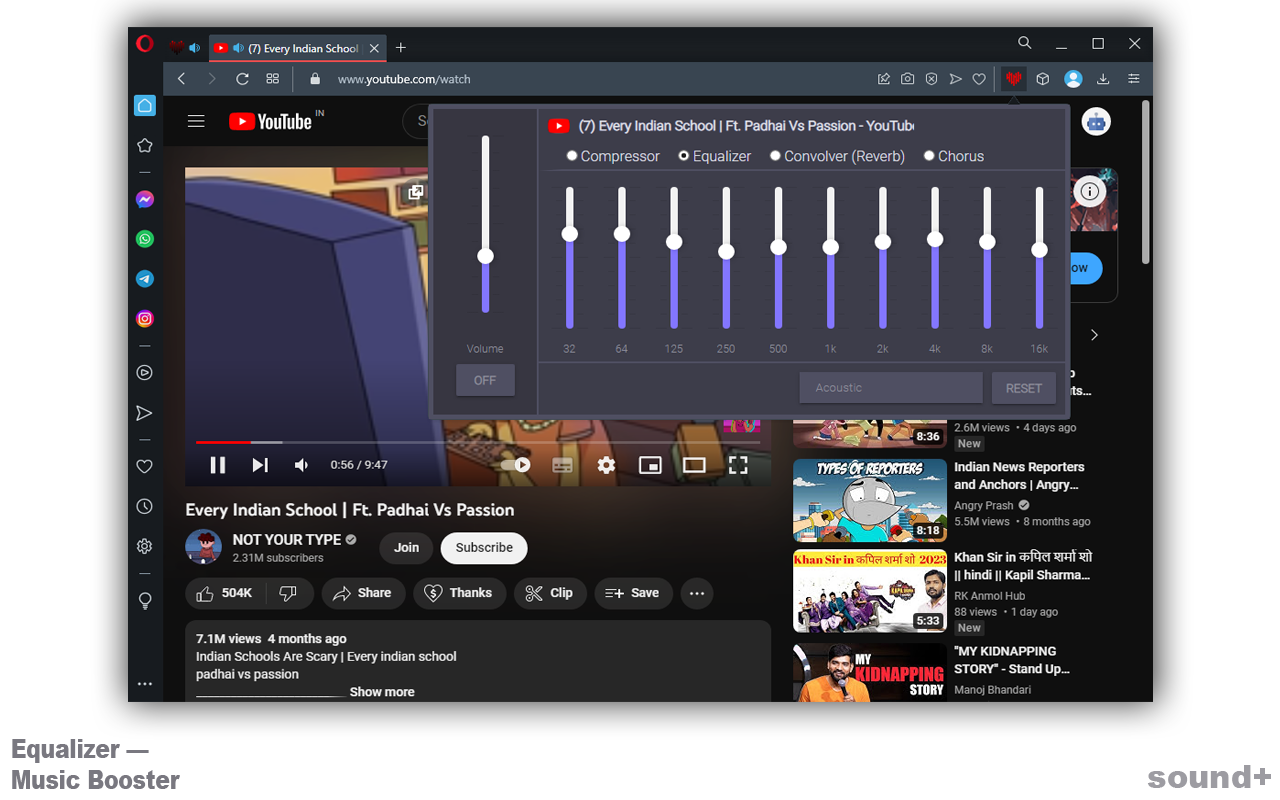 (7) Every Indian School
www.youtube.com/watch
YouTube IN
S
(7) Every Indian School | Ft. Padhai Vs Passion - YouTube
Compressor Equalizer Convolver (Reverb) Chorus
32 64 125 250 500 1k 2k 4k 8k 16k
Volume
OFF
Acoustic
RESET
ow
ts...
2.6M views • 4 days ago
New
8:36
0:56 / 9:47
TYPES OF REPORTERS
8:18
Indian News Reporters
and Anchors | Angry...
Angry Prash
5.5M views • 8 months ago
Every Indian School | Ft. Padhai Vs Passion
NOT YOUR TYPE
2.31M subscribers
Join
Subscribe
504K
Share
Thanks
Clip
Save
Khan Sir in कपिल शर्मा शो 2023
5:33
Khan Sir in कपिल शर्मा शो
|| hindi || Kapil Sharma...
RK Anmol Hub
88 views • 1 day ago
New
7.1M views 4 months ago
Indian Schools Are Scary | Every indian school
padhai vs passion
Show more
MY
KIDNAPPING
STORY
"MY KIDNAPPING
STORY" - Stand Up...
Manoj Bhandari
Equalizer —
Music Booster
sound+